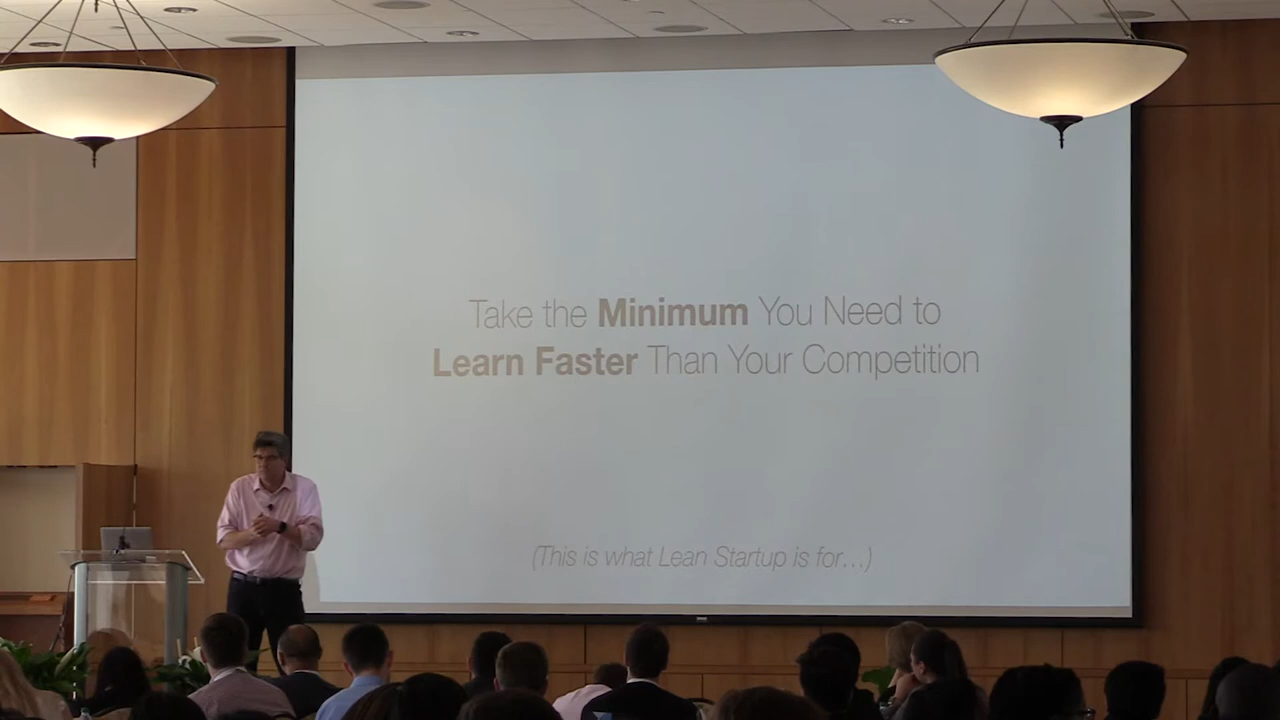 Take the Minimum You Need to
Learn Faster Than Your Competition
(This is what Lean Startup is for...)